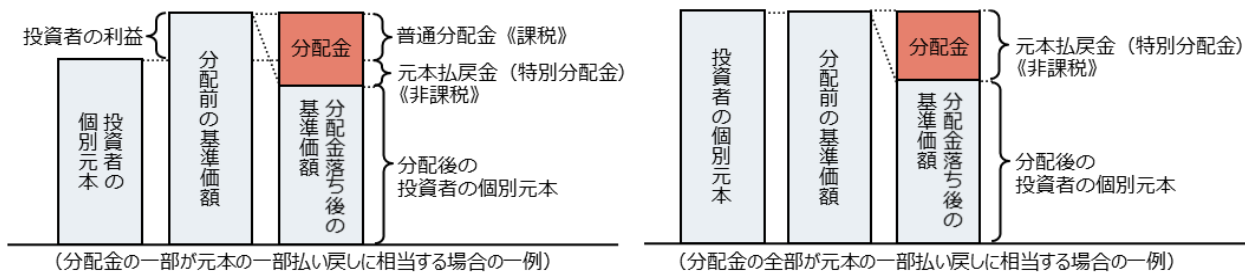 投資者の利益
投資者の
個別元本
分配前の基準価額
分配金
分配金落ち後の
基準価額
普通分配金《課税》
元本払戻金（特別分配金）
《非課税》
分配後の
投資者の個別元本
（分配金の一部が元本の一部払い戻しに相当する場合の一例）
投資者の個別元本
分配前の基準価額
分配金
分配金落ち後の
基準価額
元本払戻金（特別分配金）
《非課税》
分配後の
投資者の個別元本
（分配金の全部が元本の一部払い戻しに相当する場合の一例）